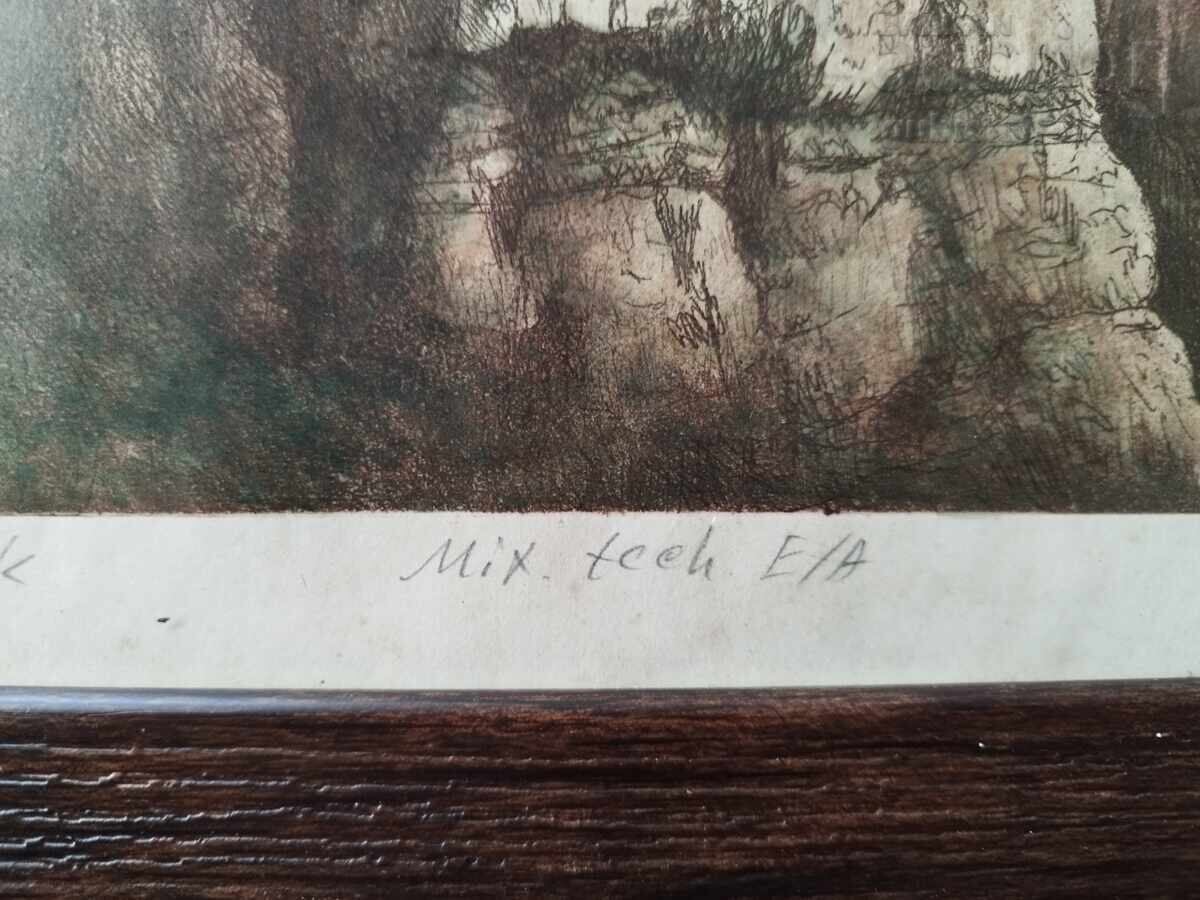 k Mix. tech. E/A